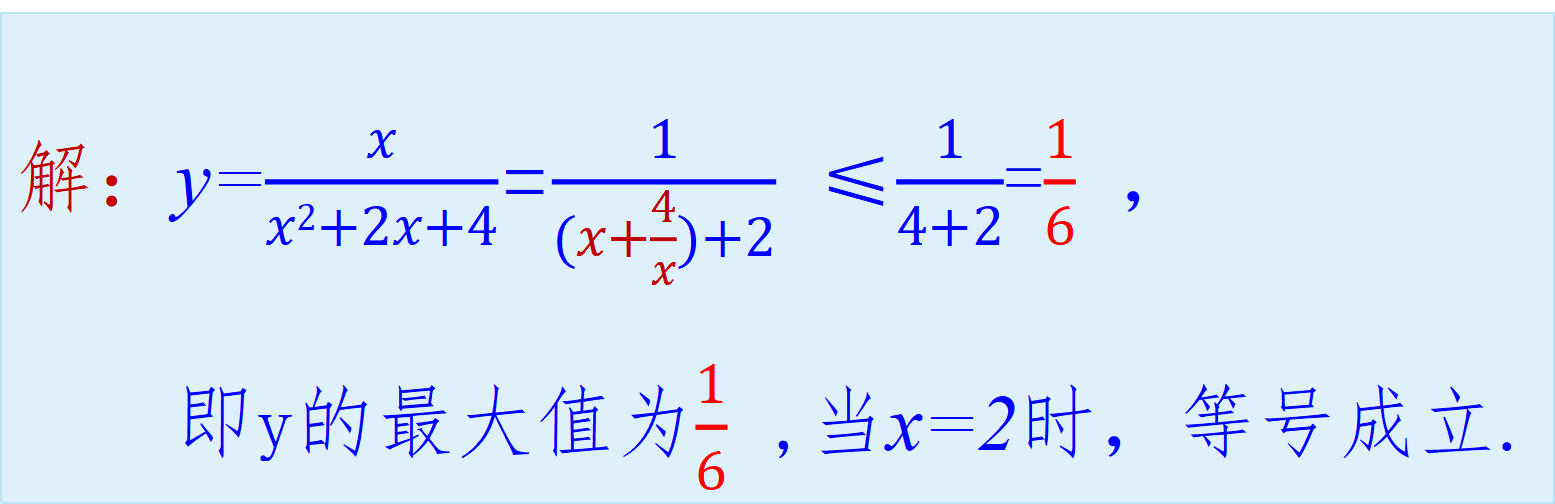 解：y=x/(x²+2x+4)=1/((x+4/x)+2) ≤1/(4+2)=1/6 ，
即y的最大值为1/6 ,当x=2时，等号成立.